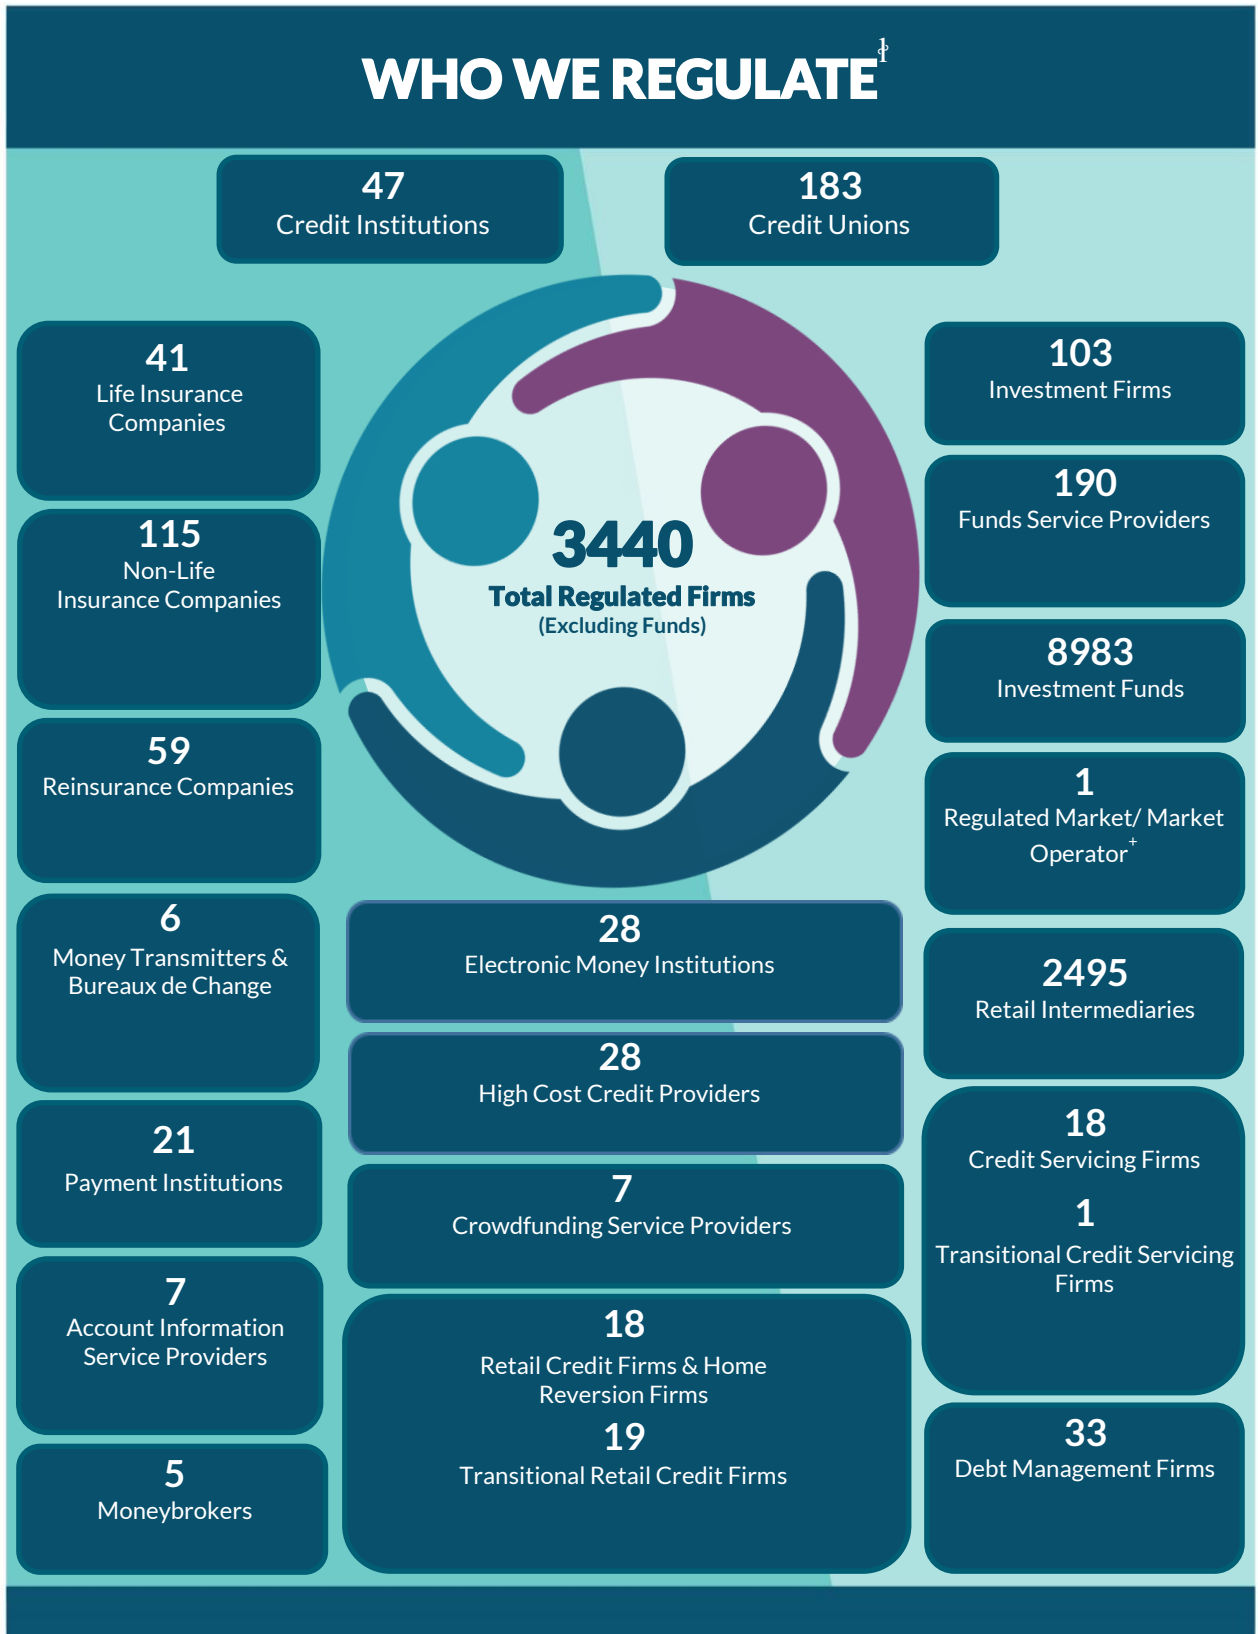 WHO WE REGULATE
47
Credit Institutions
183
Credit Unions
41
Life Insurance
Companies
115
Non-Life
Insurance Companies
59
Reinsurance Companies
6
Money Transmitters &
Bureaux de Change
21
Payment Institutions
7
Account Information
Service Providers
5
Moneybrokers
3440
Total Regulated Firms
(Excluding Funds)
28
Electronic Money Institutions
28
High Cost Credit Providers
7
Crowdfunding Service Providers
18
Retail Credit Firms & Home
Reversion Firms
19
Transitional Retail Credit Firms
103
Investment Firms
190
Funds Service Providers
8983
Investment Funds
1
Regulated Market/ Market
Operator+
2495
Retail Intermediaries
18
Credit Servicing Firms
1
Transitional Credit Servicing
Firms
33
Debt Management Firms